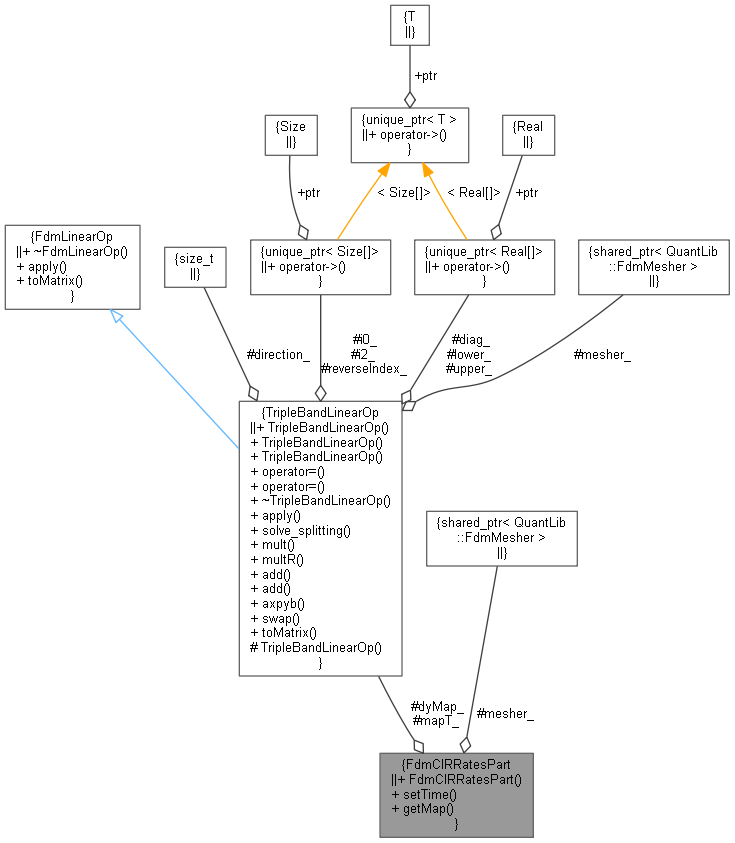 {T
||}
+ptr
{unique_ptr< T >
||+ operator->()
}
{Size
||}
{Real
||}
+ptr
< Size[]>
< Real[]>
+ptr
{FdmLinearOp
||+ ~FdmLinearOp()
+ apply()
+ toMatrix()
}
{size_t
||}
{unique_ptr< Size[]>
||+ operator->()
}
{unique_ptr< Real[]>
||+ operator->()
}
{shared_ptr< QuantLib
::FdmMesher >
||}
#direction_
#i0_
#i2_
#reverseIndex_
#diag_
#lower_
#upper_
#mesher_
{TripleBandLinearOp
||+ TripleBandLinearOp()
+ TripleBandLinearOp()
+ TripleBandLinearOp()
+ operator=()
+ operator=()
+ ~TripleBandLinearOp()
+ apply()
+ solve_splitting()
+ mult()
+ multR()
+ add()
+ add()
+ axpyb()
+ swap()
+ toMatrix()
# TripleBandLinearOp()
}
{shared_ptr< QuantLib
::FdmMesher >
||}
#dyMap_
#mapT_
#mesher_
{FdmCIRRatesPart
||+ FdmCIRRatesPart()
+ setTime()
+ getMap()
}